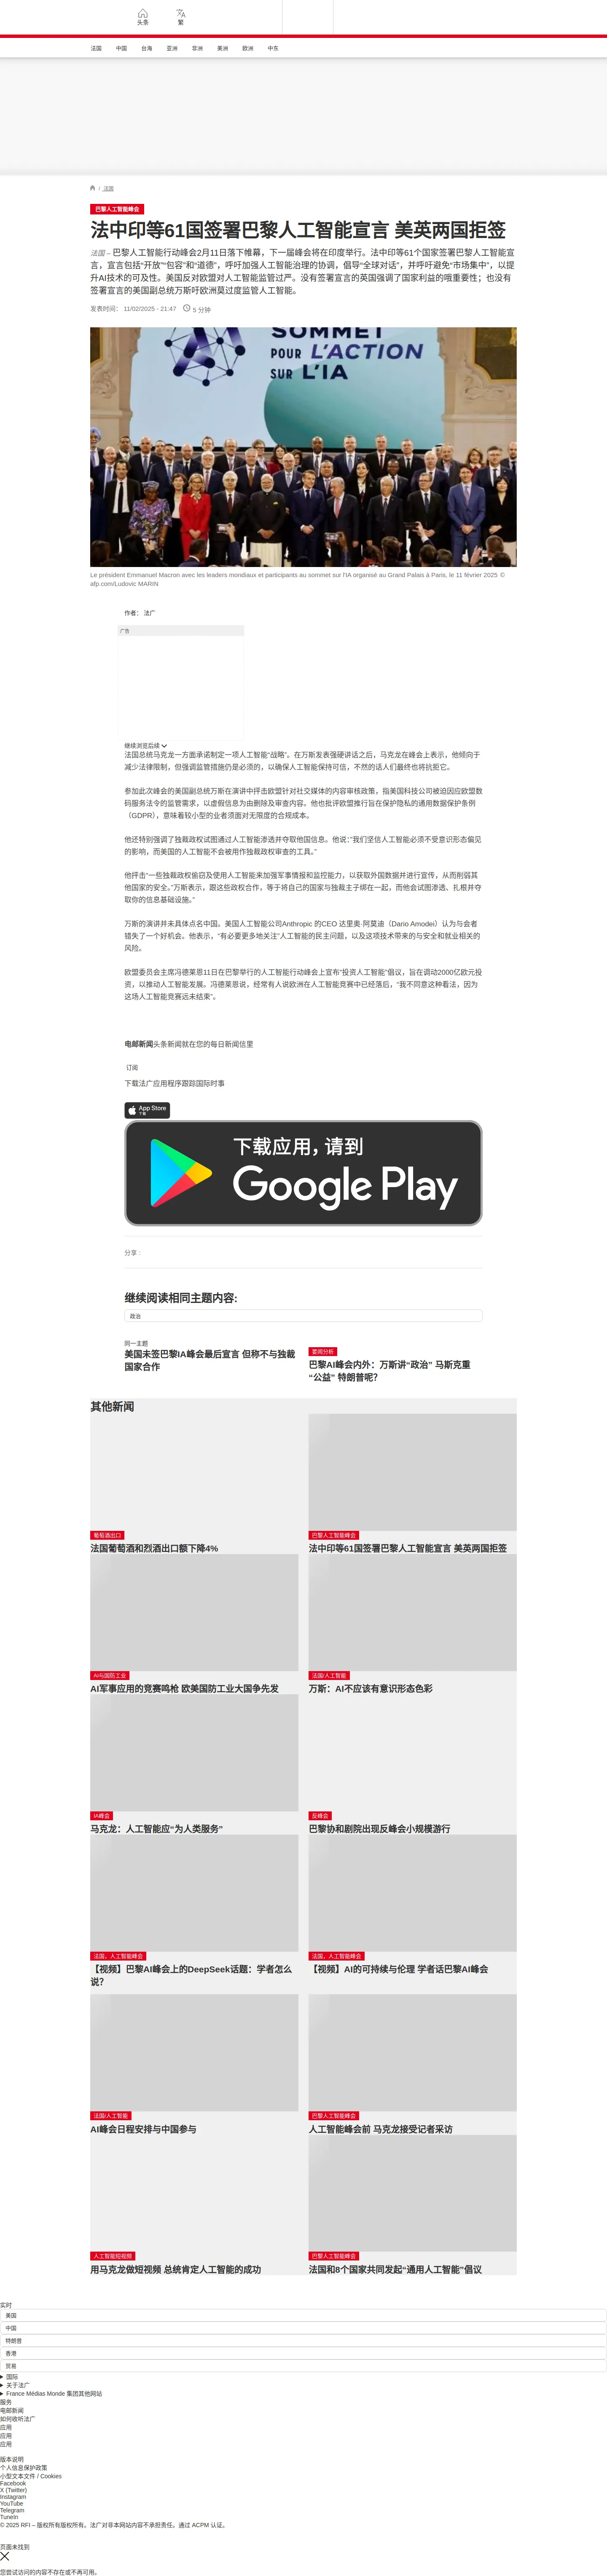 头条
繁
法国
中国
台海
亚洲
非洲
美洲
欧洲
中东
/ 法国
巴黎人工智能峰会
法中印等61国签署巴黎人工智能宣言 美英两国拒签
法国 – 巴黎人工智能行动峰会2月11日落下帷幕，下一届峰会将在印度举行。法中印等61个国家签署巴黎人工智能宣
言，宣言包括“开放”“包容”和“道德”，呼吁加强人工智能治理的协调，倡导“全球对话”，并呼吁避免“市场集中”，以提
升AI技术的可及性。美国反对欧盟对人工智能监管过严。没有签署宣言的英国强调了国家利益的哦重要性；也没有
签署宣言的美国副总统万斯吁欧洲莫过度监管人工智能。
发表时间： 11/02/2025 - 21:47
5 分钟
SOMMET
POUR L'ACTION
SUR L'IA
Le président Emmanuel Macron avec les leaders mondiaux et participants au sommet sur l'IA organisé au Grand Palais à Paris, le 11 février 2025 ©
afp.com/Ludovic MARIN
作者： 法广
广告
继续浏览后续
法国总统马克龙一方面承诺制定一项人工智能“战略”。在万斯发表强硬讲话之后，马克龙在峰会上表示，他倾向于
减少法律限制，但强调监管措施仍是必须的，以确保人工智能保持可信，不然的话人们最终也将抗拒它。
参加此次峰会的美国副总统万斯在演讲中抨击欧盟针对社交媒体的内容审核政策，指美国科技公司被迫因应欧盟数
码服务法令的监管需求，以虚假信息为由删除及审查内容。他也批评欧盟推行旨在保护隐私的通用数据保护条例
（GDPR），意味着较小型的业者须面对无限度的合规成本。
他还特别强调了独裁政权试图通过人工智能渗透并夺取他国信息。他说：“我们坚信人工智能必须不受意识形态偏见
的影响，而美国的人工智能不会被用作独裁政权审查的工具。”
他抨击“一些独裁政权偷窃及使用人工智能来加强军事情报和监控能力，以获取外国数据并进行宣传，从而削弱其
他国家的安全。”万斯表示，跟这些政权合作，等于将自己的国家与独裁主子绑在一起，而他会试图渗透、扎根并夺
取你的信息基础设施。”
万斯的演讲并未具体点名中国。美国人工智能公司Anthropic 的CEO 达里奥·阿莫迪（Dario Amodei）认为与会者
错失了一个好机会。他表示，“有必要更多地关注”人工智能的民主问题，以及这项技术带来的与安全和就业相关的
风险。
欧盟委员会主席冯德莱恩11日在巴黎举行的人工智能行动峰会上宣布“投资人工智能”倡议，旨在调动2000亿欧元投
资，以推动人工智能发展。冯德莱恩说，经常有人说欧洲在人工智能竞赛中已经落后，“我不同意这种看法，因为
这场人工智能竞赛远未结束”。
电邮新闻头条新闻就在您的每日新闻信里
订阅
下载法广应用程序跟踪国际时事
App Store
下载
下载应用，请到
Google Play
分享 :
继续阅读相同主题内容:
政治
同一主题
美国未签巴黎IA峰会最后宣言 但称不与独裁
国家合作
要闻分析
巴黎AI峰会内外：万斯讲“政治” 马斯克重
“公益” 特朗普呢？
其他新闻
葡萄酒出口
法国葡萄酒和烈酒出口额下降4%
巴黎人工智能峰会
法中印等61国签署巴黎人工智能宣言 美英两国拒签
AI与国防工业
AI军事应用的竞赛鸣枪 欧美国防工业大国争先发
法国/人工智能
万斯：AI不应该有意识形态色彩
IA峰会
马克龙：人工智能应“为人类服务”
反峰会
巴黎协和剧院出现反峰会小规模游行
法国，人工智能峰会
【视频】巴黎AI峰会上的DeepSeek话题：学者怎么
说？
法国，人工智能峰会
【视频】AI的可持续与伦理 学者话巴黎AI峰会
法国/人工智能
AI峰会日程安排与中国参与
巴黎人工智能峰会
人工智能峰会前 马克龙接受记者采访
人工智能短视频
用马克龙做短视频 总统肯定人工智能的成功
巴黎人工智能峰会
法国和8个国家共同发起“通用人工智能”倡议
实时
美国
中国
特朗普
香港
贸易
国际
关于法广
France Médias Monde 集团其他网站
服务
电邮新闻
如何收听法广
应用
应用
应用
版本说明
个人信息保护政策
小型文本文件 / Cookies
Facebook
X (Twitter)
Instagram
YouTube
Telegram
TuneIn
© 2025 RFI – 版权所有版权所有。法广对非本网站内容不承担责任。通过 ACPM 认证。
页面未找到
您尝试访问的内容不存在或不再可用。